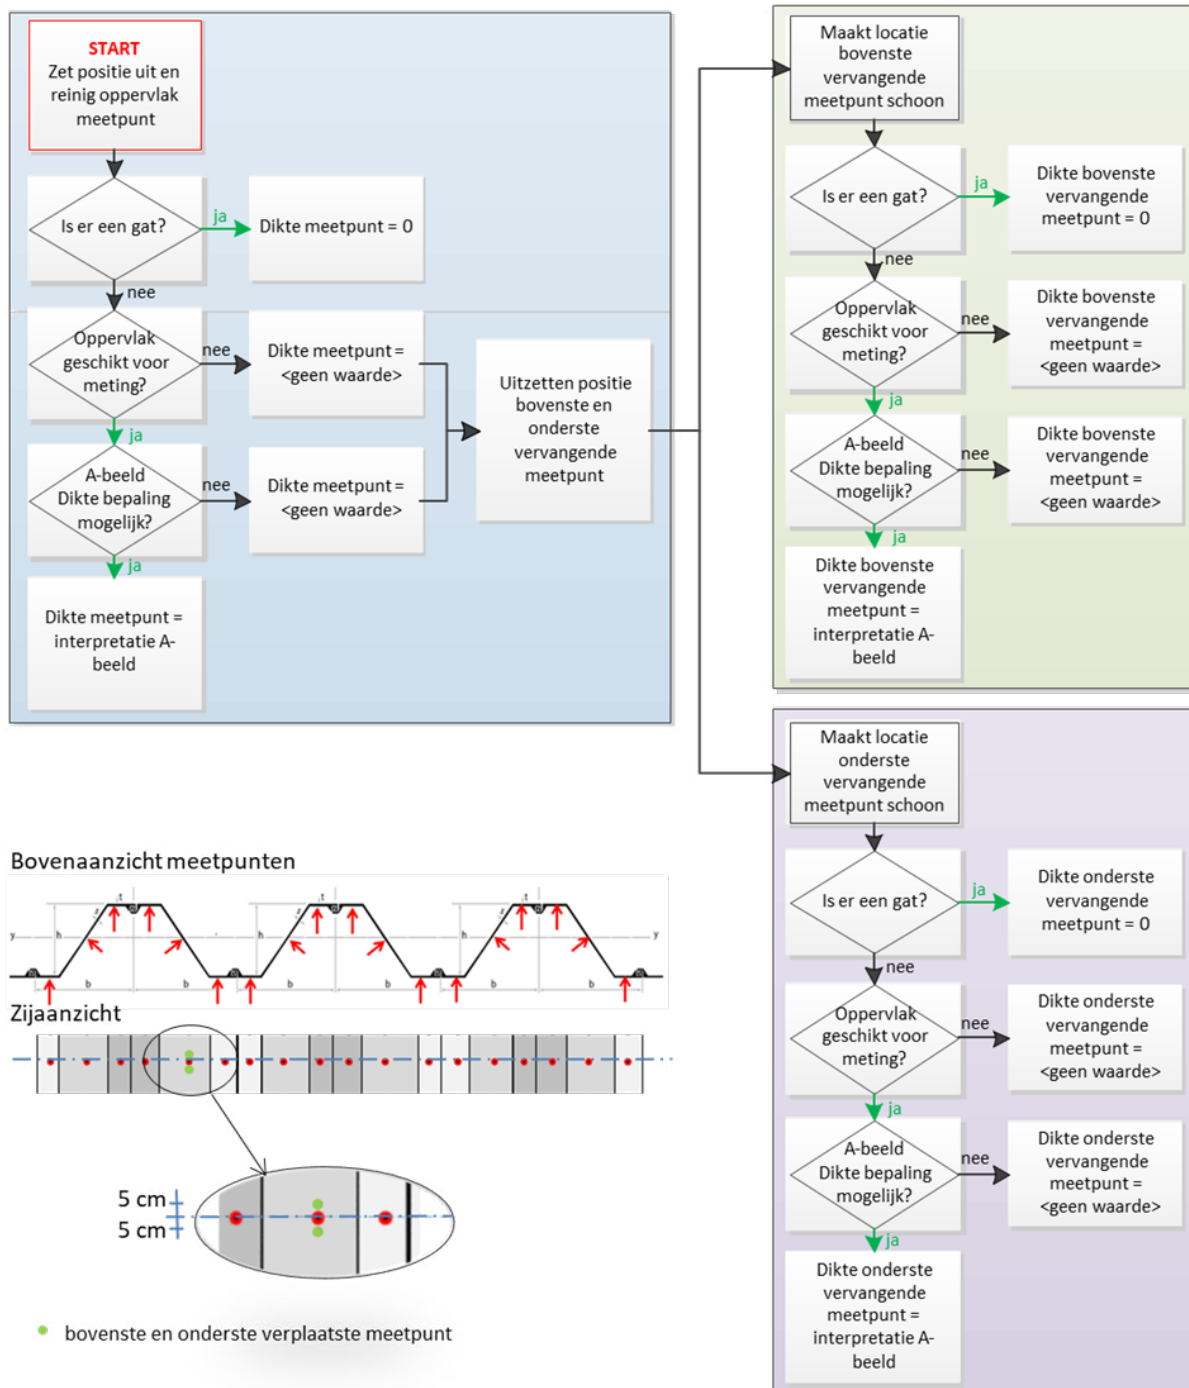 START
Zet positie uit en
reinig oppervlak
meetpunt
Is er een gat?
ja
Dikte meetpunt = 0
nee
Oppervlak
geschikt voor
meting?
nee
Dikte meetpunt =
<geen waarde>
ja
A-beeld
Dikte bepaling
mogelijk?
nee
Dikte meetpunt =
<geen waarde>
ja
Dikte meetpunt =
interpretatie A-
beeld
Uitzetten positie
bovenste en
onderste
vervangende
meetpunt
Maakt locatie
bovenste
vervangende
meetpunt schoon
Is er een gat?
ja
Dikte bovenste
vervangende
meetpunt = 0
nee
Oppervlak
geschikt voor
meting?
nee
Dikte bovenste
vervangende
meetpunt =
<geen waarde>
ja
A-beeld
Dikte bepaling
mogelijk?
nee
Dikte bovenste
vervangende
meetpunt =
<geen waarde>
ja
Dikte bovenste
vervangende
meetpunt =
interpretatie A-
beeld
Maakt locatie
onderste
vervangende
meetpunt schoon
Is er een gat?
ja
Dikte onderste
vervangende
meetpunt = 0
nee
Oppervlak
geschikt voor
meting?
nee
Dikte onderste
vervangende
meetpunt =
<geen waarde>
ja
A-beeld
Dikte bepaling
mogelijk?
nee
Dikte onderste
vervangende
meetpunt =
<geen waarde>
ja
Dikte onderste
vervangende
meetpunt =
interpretatie A-
beeld
Bovenaanzicht meetpunten
t t t
s s s
y h h h y
b b b b b b
Zijaanzicht
5 cm
5 cm
bovenste en onderste verplaatste meetpunt